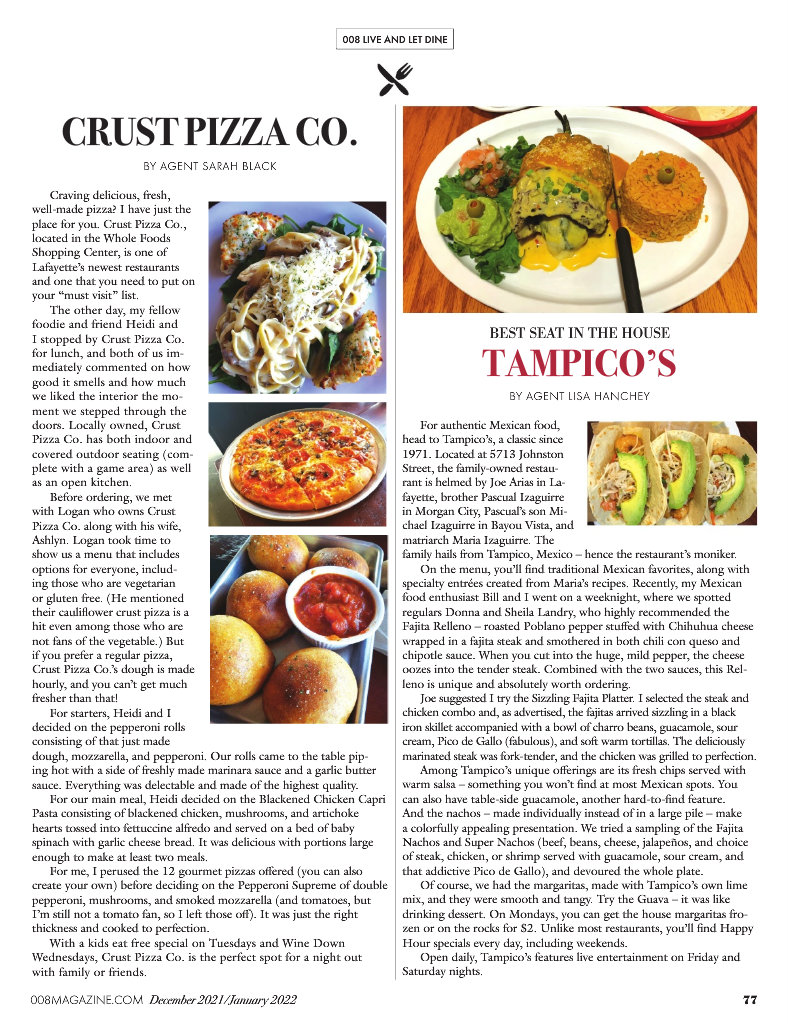 008 LIVE AND LET DINE
CRUST PIZZA CO.
BY AGENT SARAH BLACK
Craving delicious, fresh,
well-made pizza? I have just the
place for you. Crust Pizza Co.,
located in the Whole Foods
Shopping Center, is one of
Lafayette's newest restaurants
and one that you need to put on
your “must visit” list.
The other day, my fellow
foodie and friend Heidi and
I stopped by Crust Pizza Co.
for lunch, and both of us im-
mediately commented on how
good it smells and how much
we liked the interior the mo-
ment we stepped through the
doors. Locally owned, Crust
Pizza Co. has both indoor and
covered outdoor seating (com-
plete with a game area) as well
as an open kitchen.
Before ordering, we met
with Logan who owns Crust
Pizza Co. along with his wife,
Ashlyn. Logan took time to
show us a menu that includes
options for everyone, includ-
ing those who are vegetarian
or gluten free. (He mentioned
their cauliflower crust pizza is a
hit even among those who are
not fans of the vegetable.) But
if you prefer a regular pizza,
Crust Pizza Co.'s dough is made
hourly, and you can't get much
fresher than that!
For starters, Heidi and I
decided on the pepperoni rolls
consisting of that just made
dough, mozzarella, and pepperoni. Our rolls came to the table pip-
ing hot with a side of freshly made marinara sauce and a garlic butter
sauce. Everything was delectable and made of the highest quality.
For our main meal, Heidi decided on the Blackened Chicken Capri
Pasta consisting of blackened chicken, mushrooms, and artichoke
hearts tossed into fettuccine alfredo and served on a bed of baby
spinach with garlic cheese bread. It was delicious with portions large
enough to make at least two meals.
For me, I perused the 12 gourmet pizzas offered (you can also
create your own) before deciding on the Pepperoni Supreme of double
pepperoni, mushrooms, and smoked mozzarella (and tomatoes, but
I'm still not a tomato fan, so I left those off). It was just the right
thickness and cooked to perfection.
With a kids eat free special on Tuesdays and Wine Down
Wednesdays, Crust Pizza Co. is the perfect spot for a night out
with family or friends.
BEST SEAT IN THE HOUSE
TAMPICO'S
BY AGENT LISA HANCHEY
For authentic Mexican food,
head to Tampico's, a classic since
1971. Located at 5713 Johnston
Street, the family-owned restau-
rant is helmed by Joe Arias in La-
fayette, brother Pascual Izaguirre
in Morgan City, Pascual's son Mi-
chael Izaguirre in Bayou Vista, and
matriarch Maria Izaguirre. The
family hails from Tampico, Mexico – hence the restaurant's moniker.
On the menu, you'll find traditional Mexican favorites, along with
specialty entrées created from Maria's recipes. Recently, my Mexican
food enthusiast Bill and I went on a weeknight, where we spotted
regulars Donna and Sheila Landry, who highly recommended the
Fajita Relleno – roasted Poblano pepper stuffed with Chihuhua cheese
wrapped in a fajita steak and smothered in both chili con queso and
chipotle sauce. When you cut into the huge, mild pepper, the cheese
oozes into the tender steak. Combined with the two sauces, this Rel-
leno is unique and absolutely worth ordering.
Joe suggested I try the Sizzling Fajita Platter. I selected the steak and
chicken combo and, as advertised, the fajitas arrived sizzling in a black
iron skillet accompanied with a bowl of charro beans, guacamole, sour
cream, Pico de Gallo (fabulous), and soft warm tortillas. The deliciously
marinated steak was fork-tender, and the chicken was grilled to perfection.
Among Tampico's unique offerings are its fresh chips served with
warm salsa – something you won't find at most Mexican spots. You
can also have table-side guacamole, another hard-to-find feature.
And the nachos – made individually instead of in a large pile – make
a colorfully appealing presentation. We tried a sampling of the Fajita
Nachos and Super Nachos (beef, beans, cheese, jalapeños, and choice
of steak, chicken, or shrimp served with guacamole, sour cream, and
that addictive Pico de Gallo), and devoured the whole plate.
Of course, we had the margaritas, made with Tampico's own lime
mix, and they were smooth and tangy. Try the Guava – it was like
drinking dessert. On Mondays, you can get the house margaritas fro-
zen or on the rocks for $2. Unlike most restaurants, you'll find Happy
Hour specials every day, including weekends.
Open daily, Tampico's features live entertainment on Friday and
Saturday nights.
008MAGAZINE.COM December 2021/January 2022
77